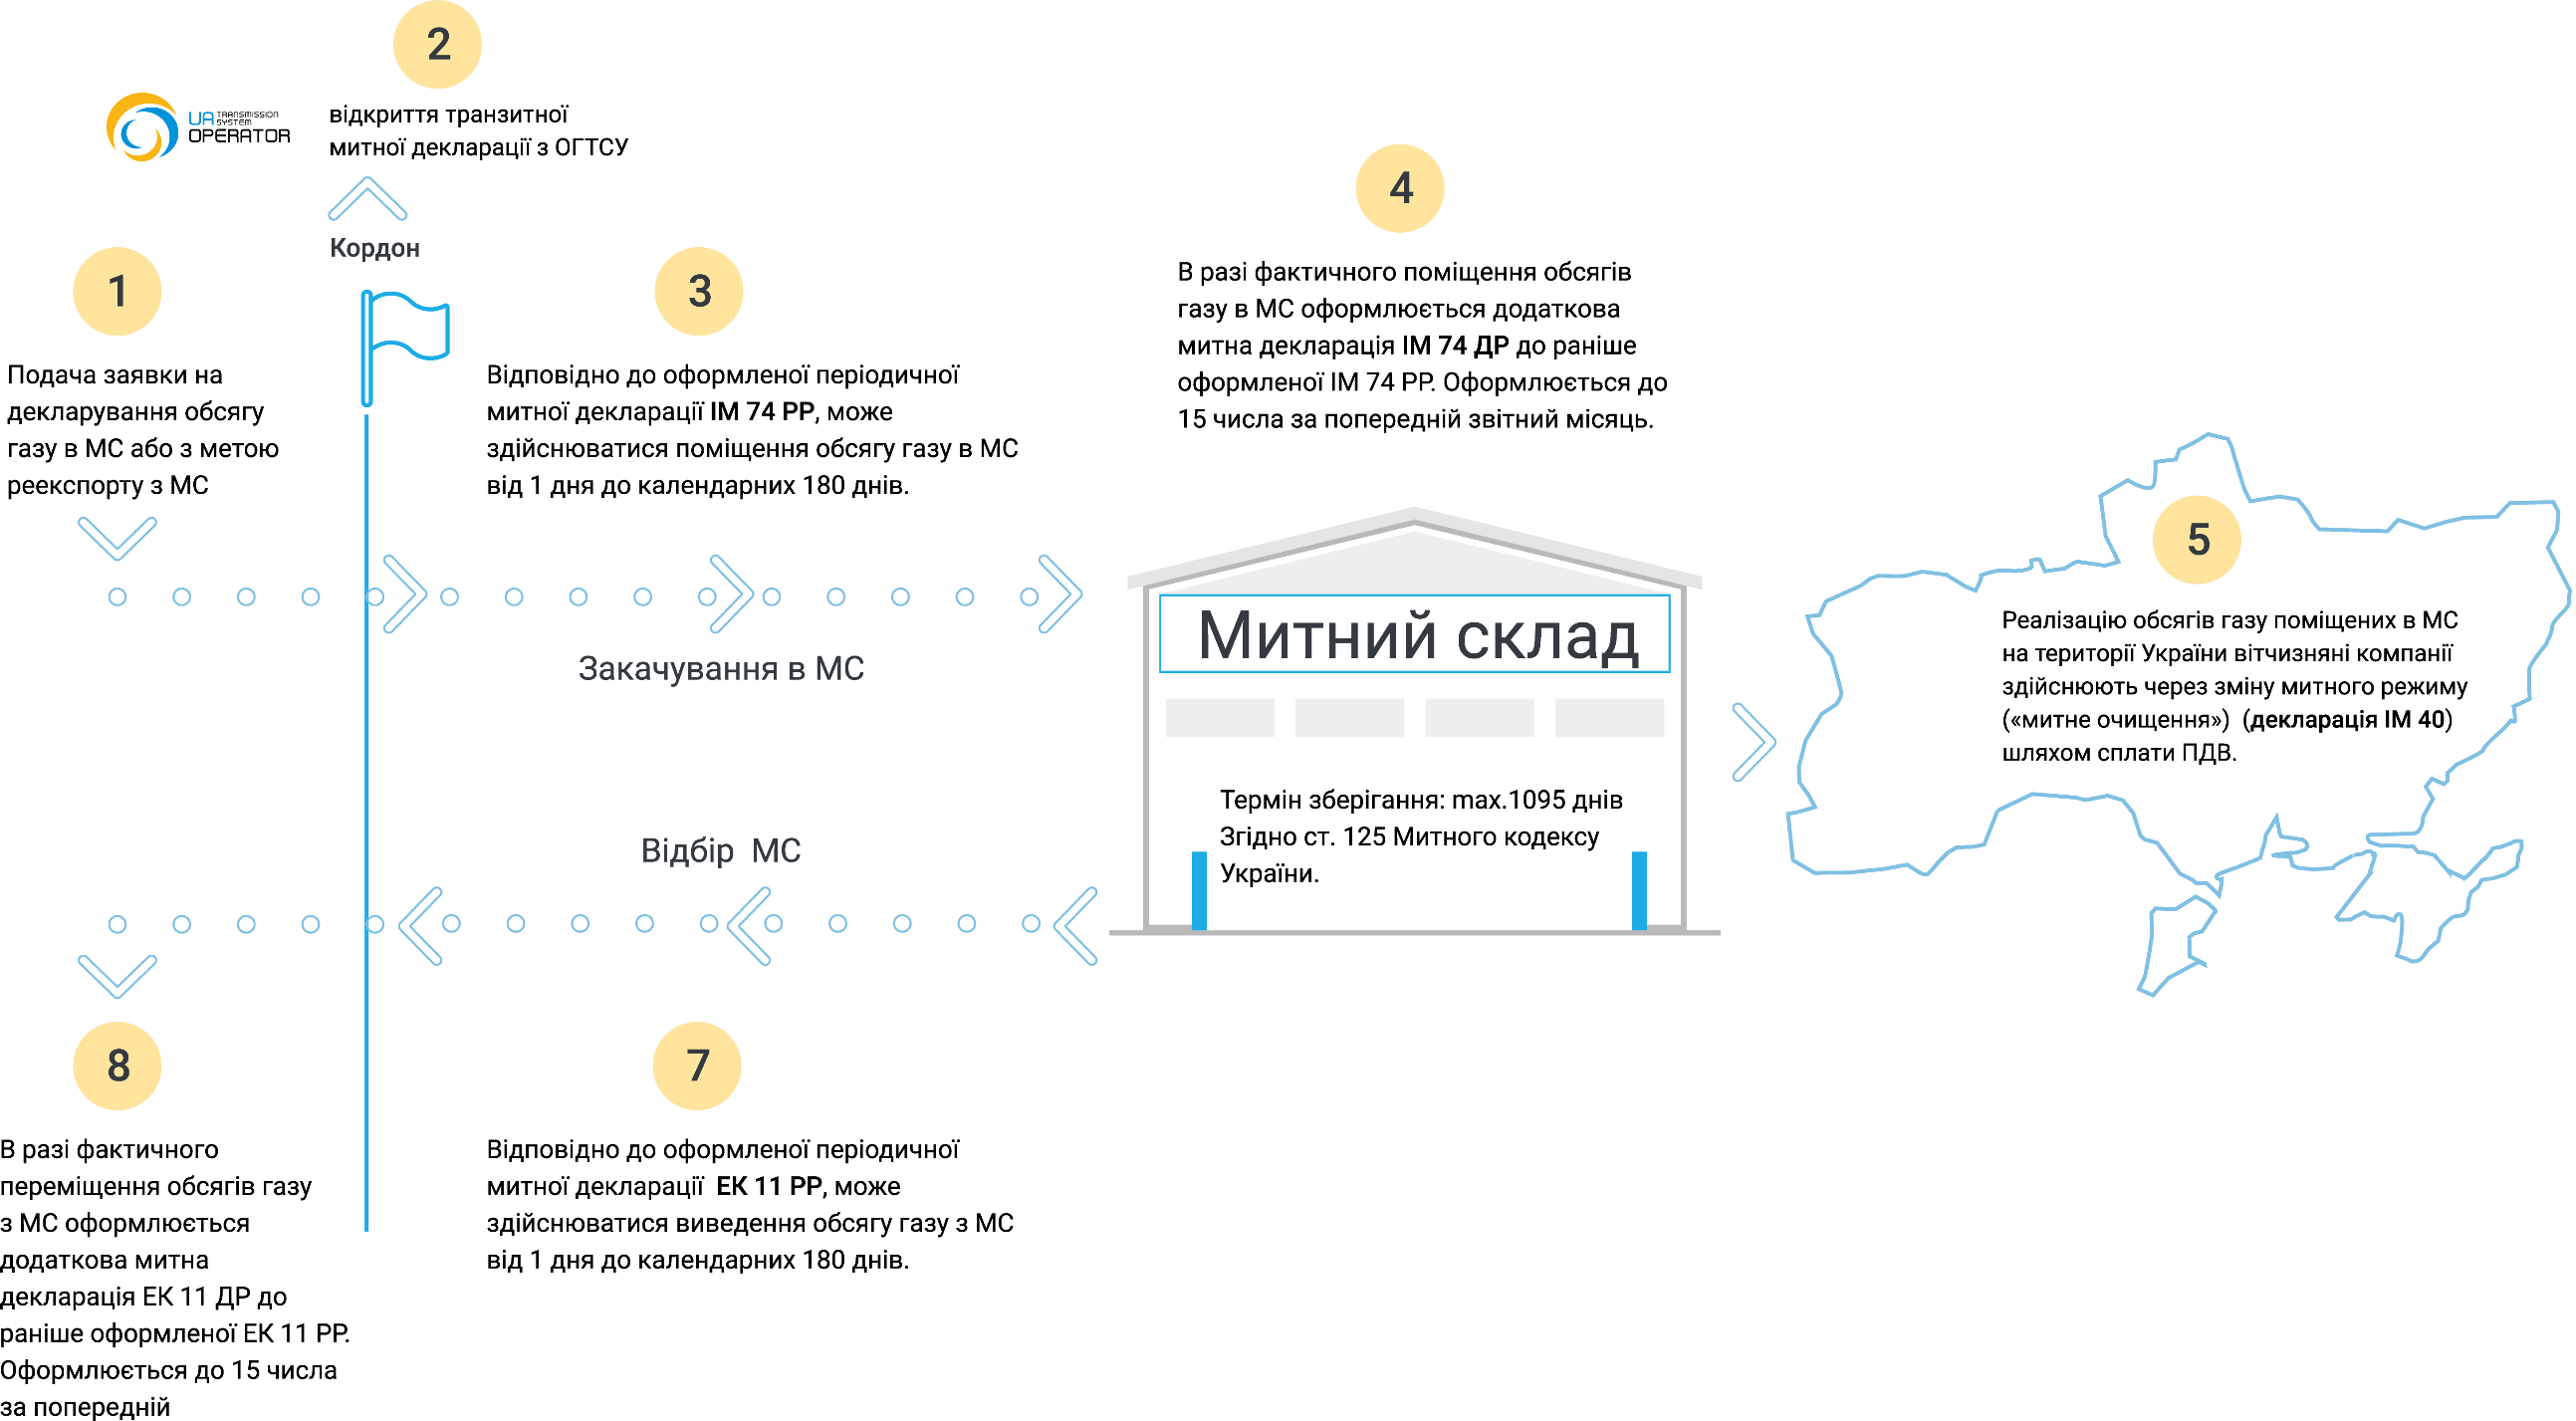 2
UA TRANSMISSION
SYSTEM
OPERATOR
відкриття транзитної
митної декларації з ОГТСУ
Кордон
1
Подача заявки на
декларування обсягу
газу в МС або з метою
реекспорту з МС
3
Відповідно до оформленої періодичної
митної декларації ІМ 74 РР, може
здійснюватися поміщення обсягу газу в МС
від 1 дня до календарних 180 днів.
4
В разі фактичного поміщення обсягів
газу в МС оформлюється додаткова
митна декларація ІМ 74 ДР до раніше
оформленої ІМ 74 РР. Оформлюється до
15 числа за попередній звітний місяць.
Закачування в МС
Митний склад
Термін зберігання: max.1095 днів
Згідно ст. 125 Митного кодексу
України.
5
Реалізацію обсягів газу поміщених в МС
на території України вітчизняні компанії
здійснюють через зміну митного режиму
(«митне очищення») (декларація ІМ 40)
шляхом сплати ПДВ.
Відбір МС
8
В разі фактичного
переміщення обсягів газу
з МС оформлюється
додаткова митна
декларація ЕК 11 ДР до
раніше оформленої ЕК 11 РР.
Оформлюється до 15 числа
за попередній
7
Відповідно до оформленої періодичної
митної декларації ЕК 11 РР, може
здійснюватися виведення обсягу газу з МС
від 1 дня до календарних 180 днів.